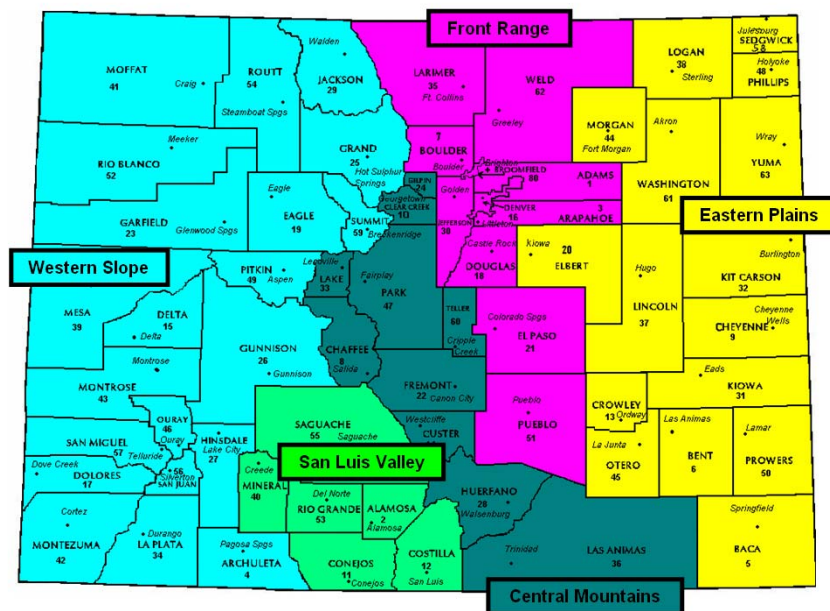 Front Range
Julesburg
SEDGWICK
58
LOGAN
38
Sterling
Holyoke
48
PHILLIPS
MOFFAT
41
Craig
ROUTT
54
Steamboat Spgs
Walden
JACKSON
29
LARIMER
35
Ft. Collins
WELD
62
Greeley
MORGAN
44
Fort Morgan
Akron
WASHINGTON
61
Wray
YUMA
63
Meeker
RIO BLANCO
52
GRAND
25
Hot Sulphur
Springs
7
BOULDER
Boulder
GILPIN
24
Georgetown
CLEAR CREEK
10
Golden
JEFFERSON
30
Brighton
BROOMFIELD
80
ADAMS
1
DENVER
16
3
ARAPAHOE
Littleton
Eagle
EAGLE
19
SUMMIT
59
Breckenridge
GARFIELD
23
Glenwood Spgs
Eastern Plains
Western Slope
PITKIN
49
Aspen
Leadville
LAKE
33
Fairplay
PARK
47
Castle Rock
DOUGLAS
18
Kiowa
20
ELBERT
Hugo
LINCOLN
37
Burlington
KIT CARSON
32
MESA
39
DELTA
15
Delta
TELLER
60
Cripple
Creek
Colorado Spgs
EL PASO
21
Cheyenne
Wells
CHEYENNE
9
GUNNISON
26
Gunnison
CHAFFEE
8
Salida
Montrose
MONTROSE
43
FREMONT
22
Canon City
Eads
KIOWA
31
OURAY
46
Ouray
Pueblo
PUEBLO
51
CROWLEY
13
Ordway
SAN MIGUEL
57
Telluride
HINSDALE
Lake City
27
SAGUACHE
55
Saguache
Westcliffe
CUSTER
La Junta
OTERO
45
Las Animas
BENT
6
Lamar
PROWERS
50
Dove Creek
DOLORES
17
56
Silverton
SAN JUAN
San Luis Valley
Creede
MINERAL
40
Del Norte
RIO GRANDE
53
ALAMOSA
2
Alamosa
HUERFANO
28
Walsenburg
Cortez
MONTEZUMA
42
Durango
LA PLATA
34
Pagosa Spgs
ARCHULETA
4
CONEJOS
11
Conejos
COSTILLA
12
San Luis
Trinidad
LAS ANIMAS
36
Springfield
BACA
5
Central Mountains